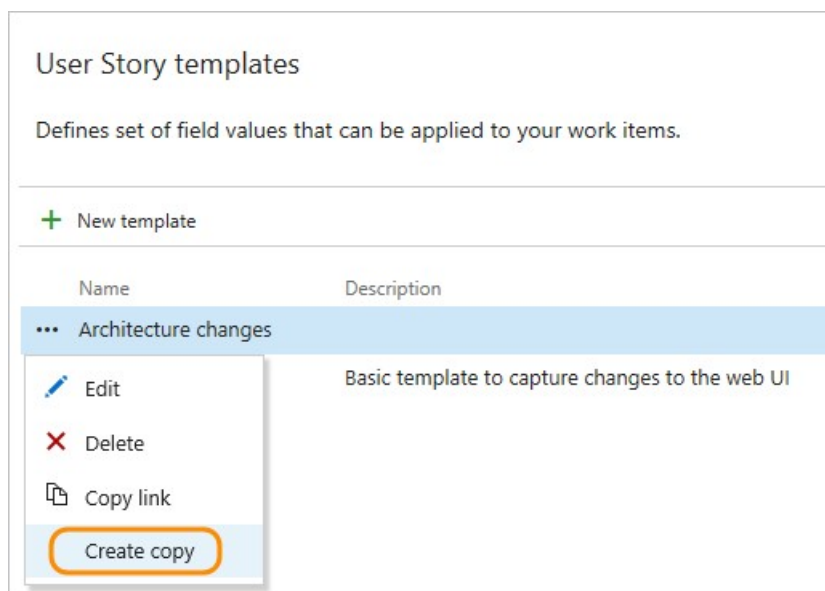 User Story templates
Defines set of field values that can be applied to your work items.
New template
Name Description
Architecture changes
Edit Basic template to capture changes to the web UI
Delete
Copy link
Create copy